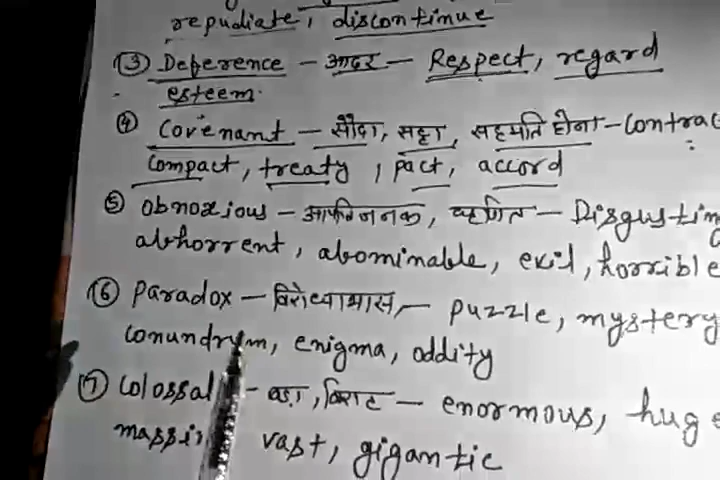 repudiate, discontinue
③ Deference – आदर – Respect, regard
esteem.
④ Covenant – सौदा, सट्टा, सहमति होना – Contrac
compact, treaty, pact, accord
⑤ Obnoxious – घृणित – Disgustin
abhorrent, abominable, evil, horrible
⑥ Paradox – विरोधाभास, – puzzle, mystery
conundrum, enigma, oddity
⑦ Colossal – बड़ा, विराट – enormous, hug
massi vast, gigantic